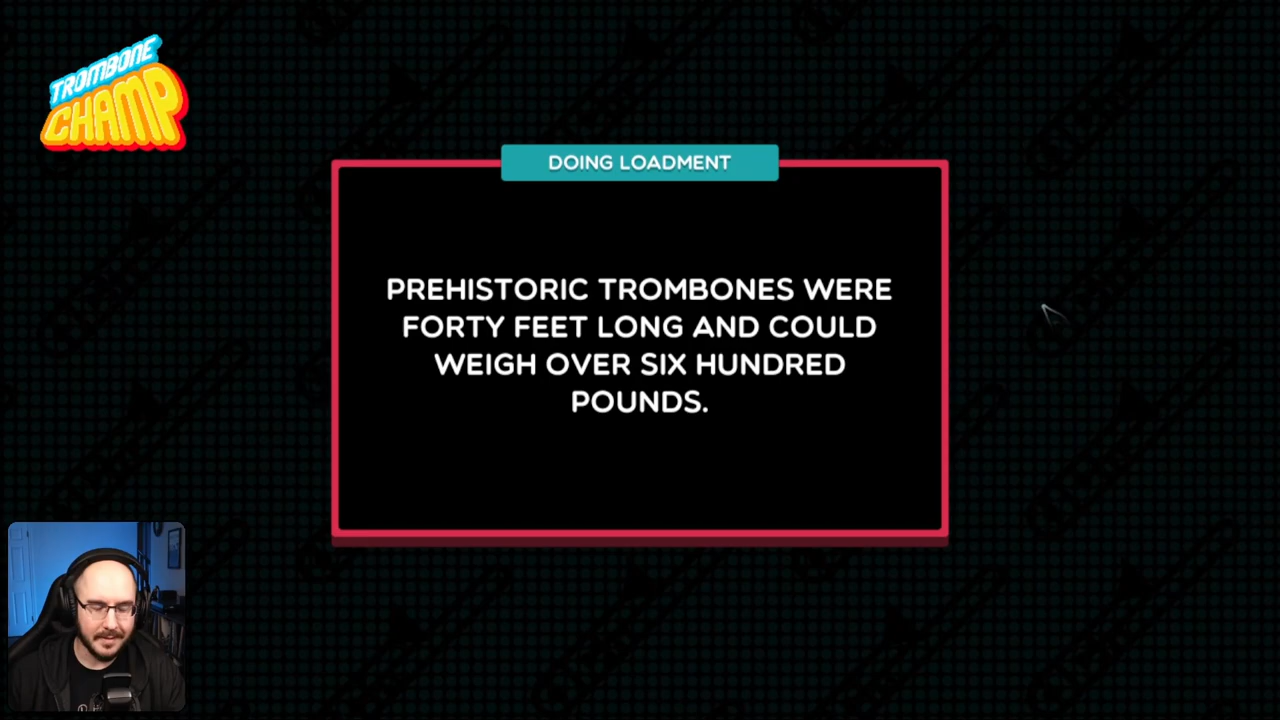 TROMBONE
CHAMP
DOING LOADMENT
PREHISTORIC TROMBONES WERE
FORTY FEET LONG AND COULD
WEIGH OVER SIX HUNDRED
POUNDS.